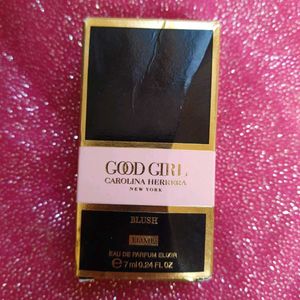 GOOD GIRL
CAROLINA HERRERA
NEW YORK
BLUSH
EAU DE PARFUM ELIXIR
℮ 7 ml 0.24 FL. OZ